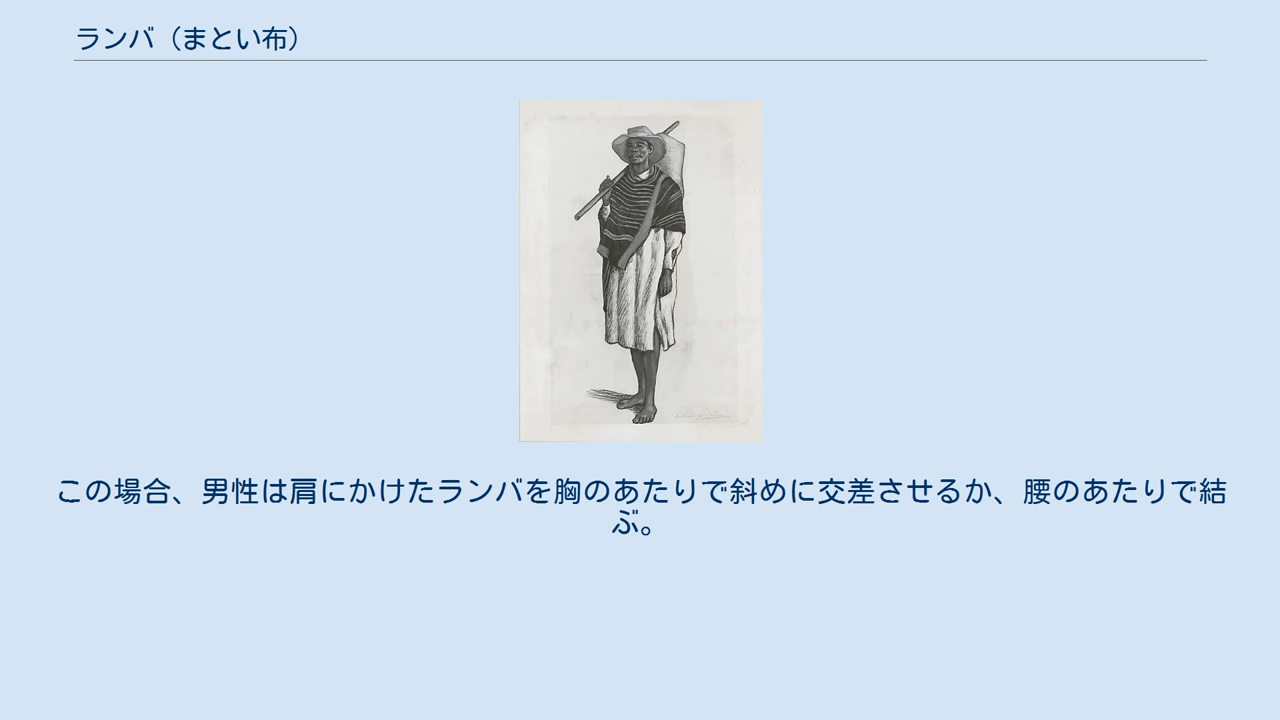 ランバ（まとい布）
この場合、男性は肩にかけたランバを胸のあたりで斜めに交差させるか、腰のあたりで結
ぶ。